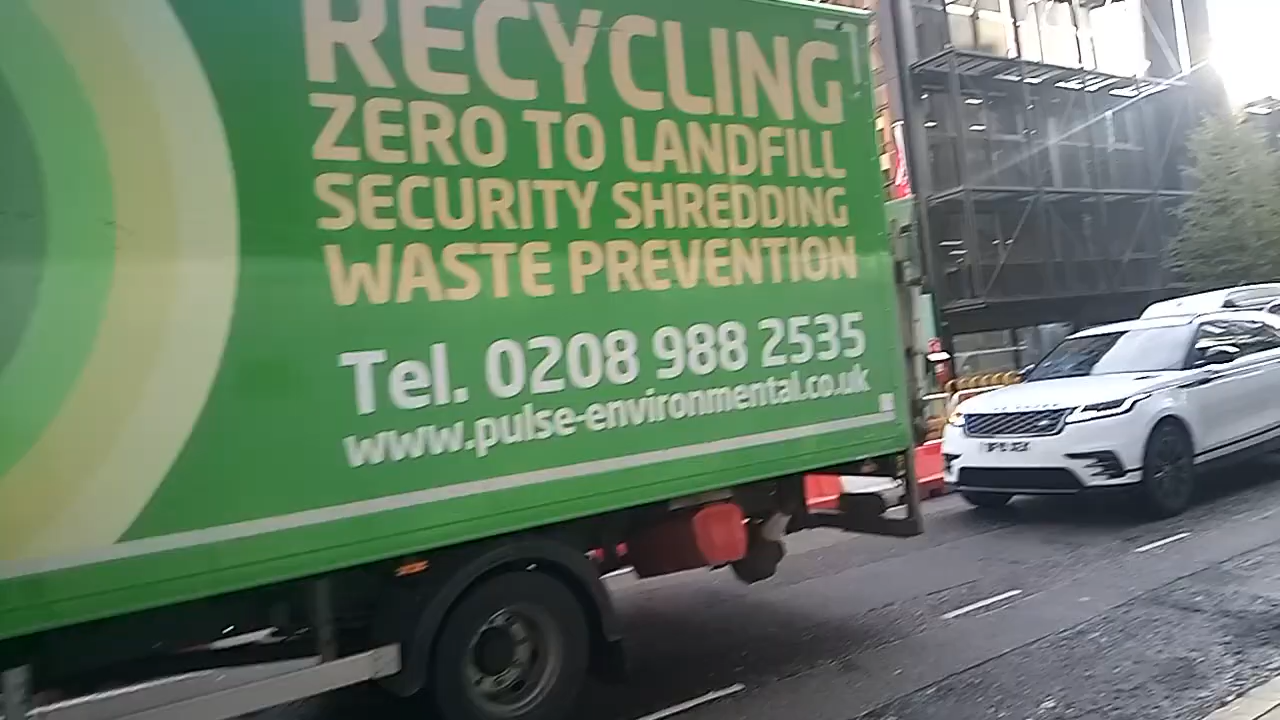 RECYCLING
ZERO TO LANDFILL
SECURITY SHREDDING
WASTE PREVENTION
Tel. 0208 988 2535
www.pulse-environmental.co.uk